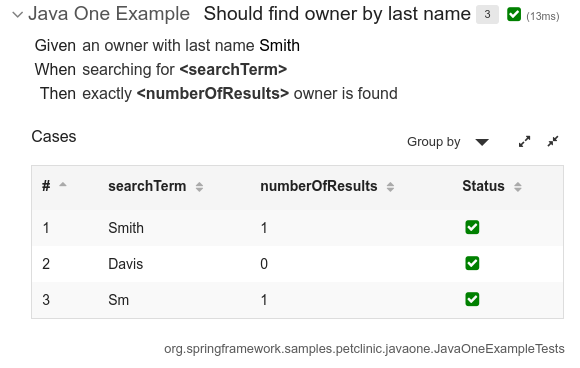 Java One Example Should find owner by last name 3 (13ms)
Given an owner with last name Smith
When searching for <searchTerm>
Then exactly <numberOfResults> owner is found
Cases
Group by
# searchTerm numberOfResults Status
1 Smith 1
2 Davis 0
3 Sm 1
org.springframework.samples.petclinic.javaone.JavaOneExampleTests